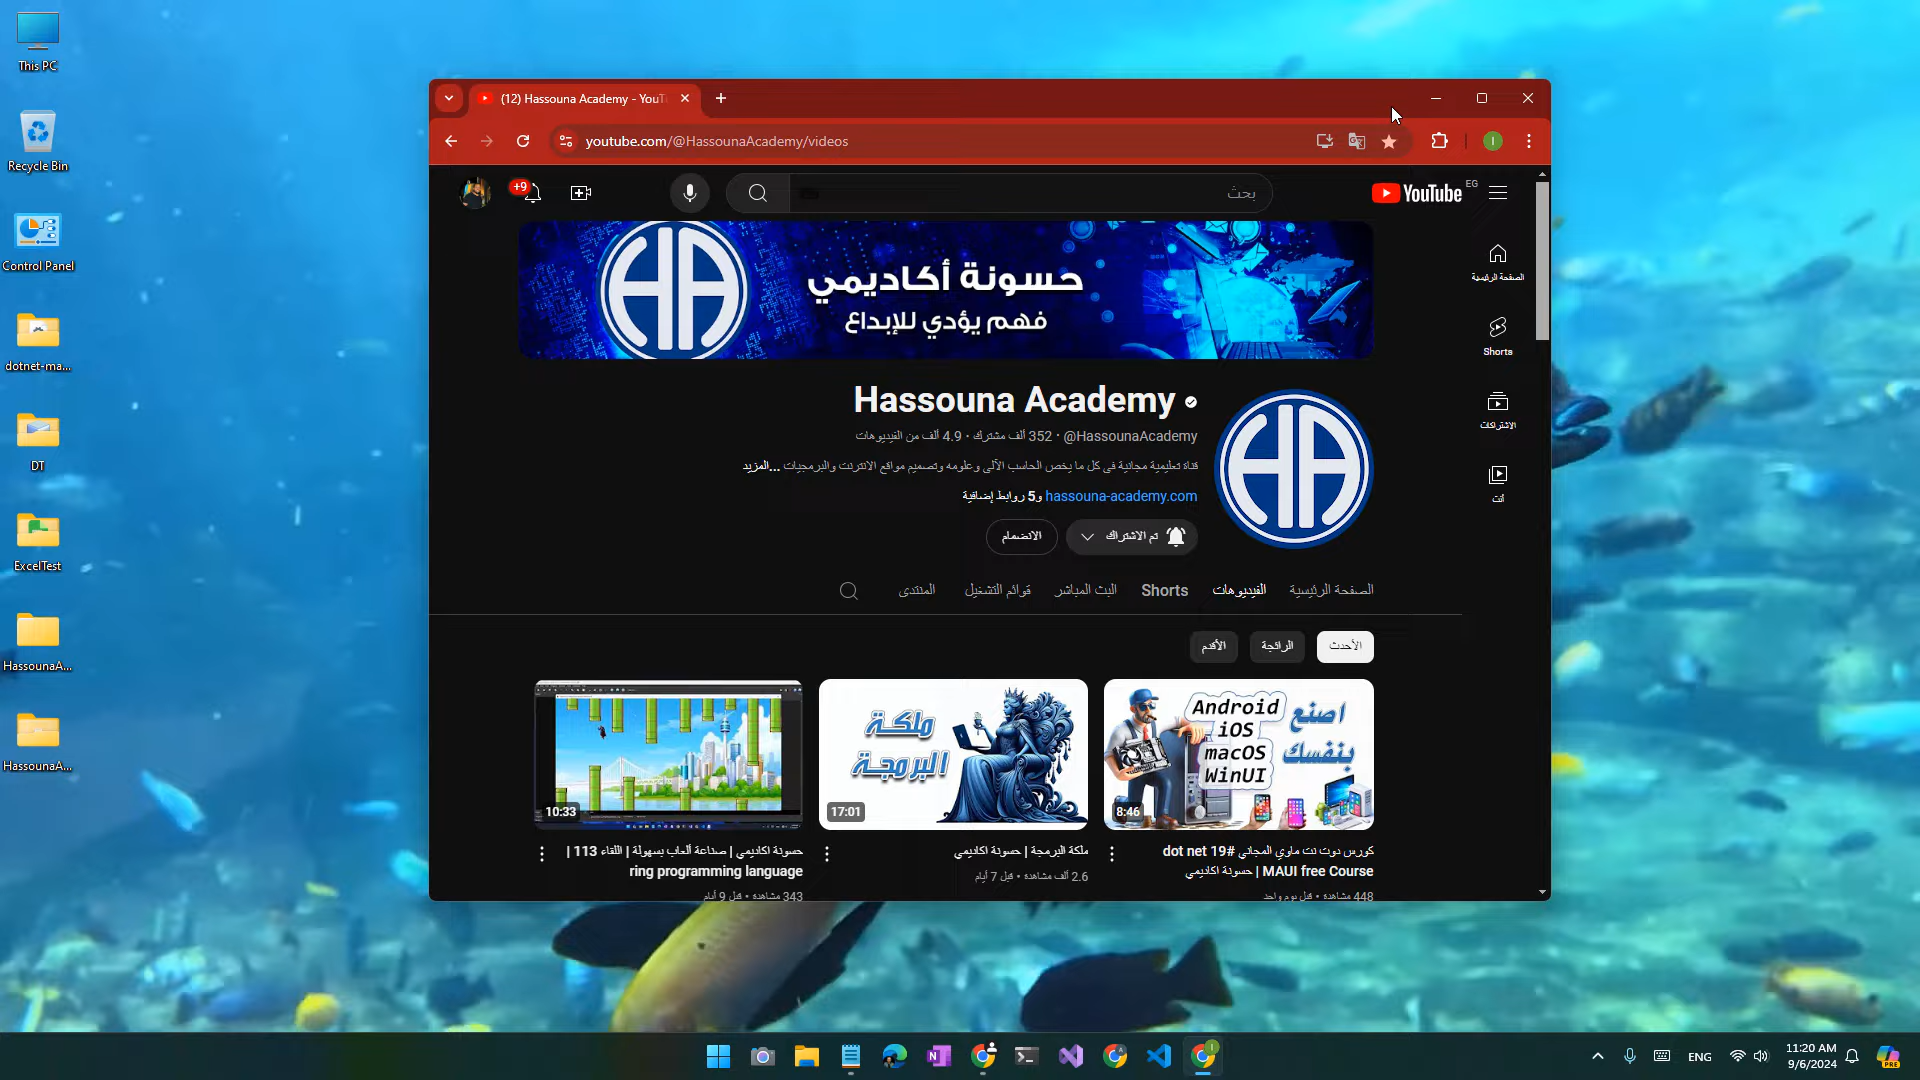 This PC
Recycle Bin
Control Panel
dotnet-ma...
DT
ExcelTest
HassounaA...
HassounaA...
(12) Hassouna Academy - YouT
youtube.com/@HassounaAcademy/videos
I
+9
بحث
YouTube
EG
حسونة أكاديمي
فهم يؤدي للإبداع
HA
الصفحة الرئيسية
Shorts
الاشتراكات
أنت
Hassouna Academy
@HassounaAcademy • 352 ألف مشترك • 4.9 ألف من الفيديوهات
قناة تعليمية مجانية في كل ما يخص الحاسب الآلى وعلومه وتصميم مواقع الانترنت والبرمجيات ...المزيد
hassouna-academy.com و5 روابط إضافية
تم الاشتراك
الانضمام
HA
الصفحة الرئيسية
الفيديوهات
Shorts
البث المباشر
قوائم التشغيل
المنتدى
الأحدث
الرائجة
الأقدم
اصنع
بنفسك
Android
iOS
macOS
WinUI
8:46
كورس دوت نت ماوي المجاني #19 dot net
MAUI free Course | حسونة اكاديمي
448 مشاهدة • قبل يوم واحد
ملكة
البرمجة
17:01
ملكة البرمجة | حسونة اكاديمي
2.6 ألف مشاهدة • قبل 7 أيام
10:33
حسونة اكاديمي | صناعة ألعاب بسهولة | اللقاء 113 |
ring programming language
343 مشاهدة • قبل 9 أيام
ENG
11:20 AM
9/6/2024
PRE